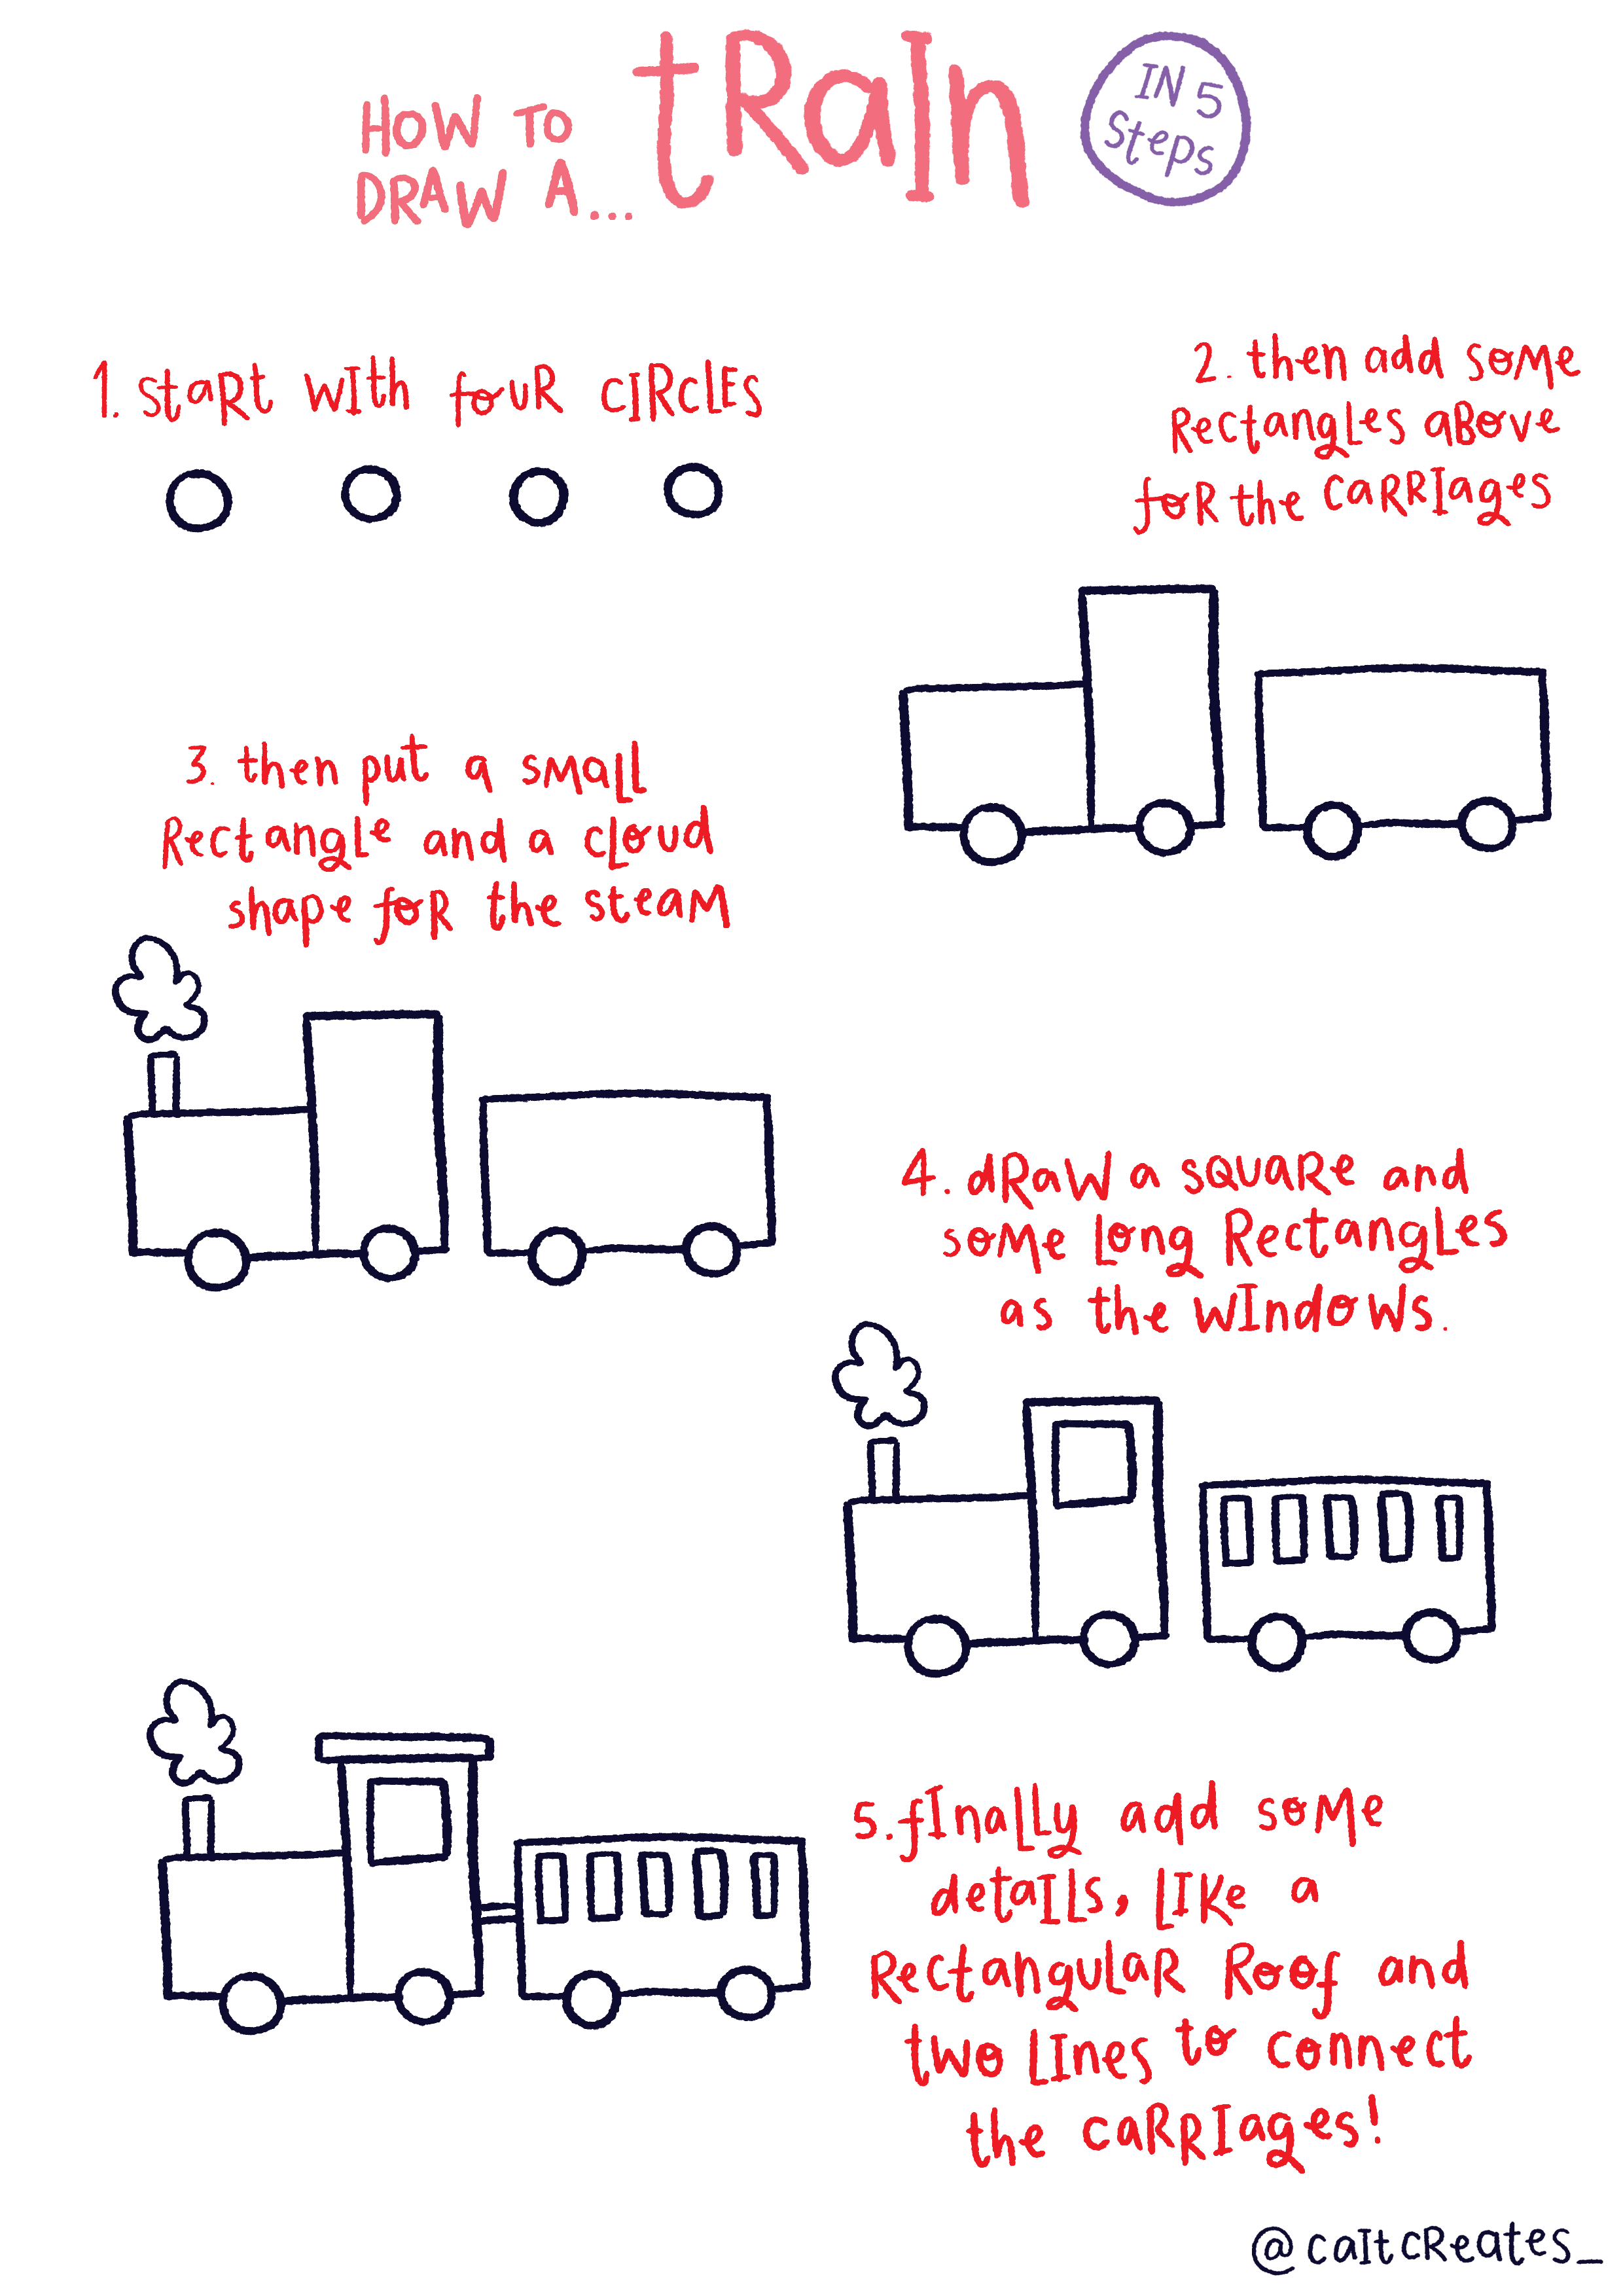 How to
DRAW A...
tRaIn
IN 5
Steps
1. start with four circles
2. then add some
Rectangles above
for the carriages
3. then put a small
Rectangle and a cloud
shape for the steam
4. draw a square and
some long Rectangles
as the windows.
5. finally add some
details, like a
Rectangular Roof and
two lines to connect
the carriages!
@caitcreates_